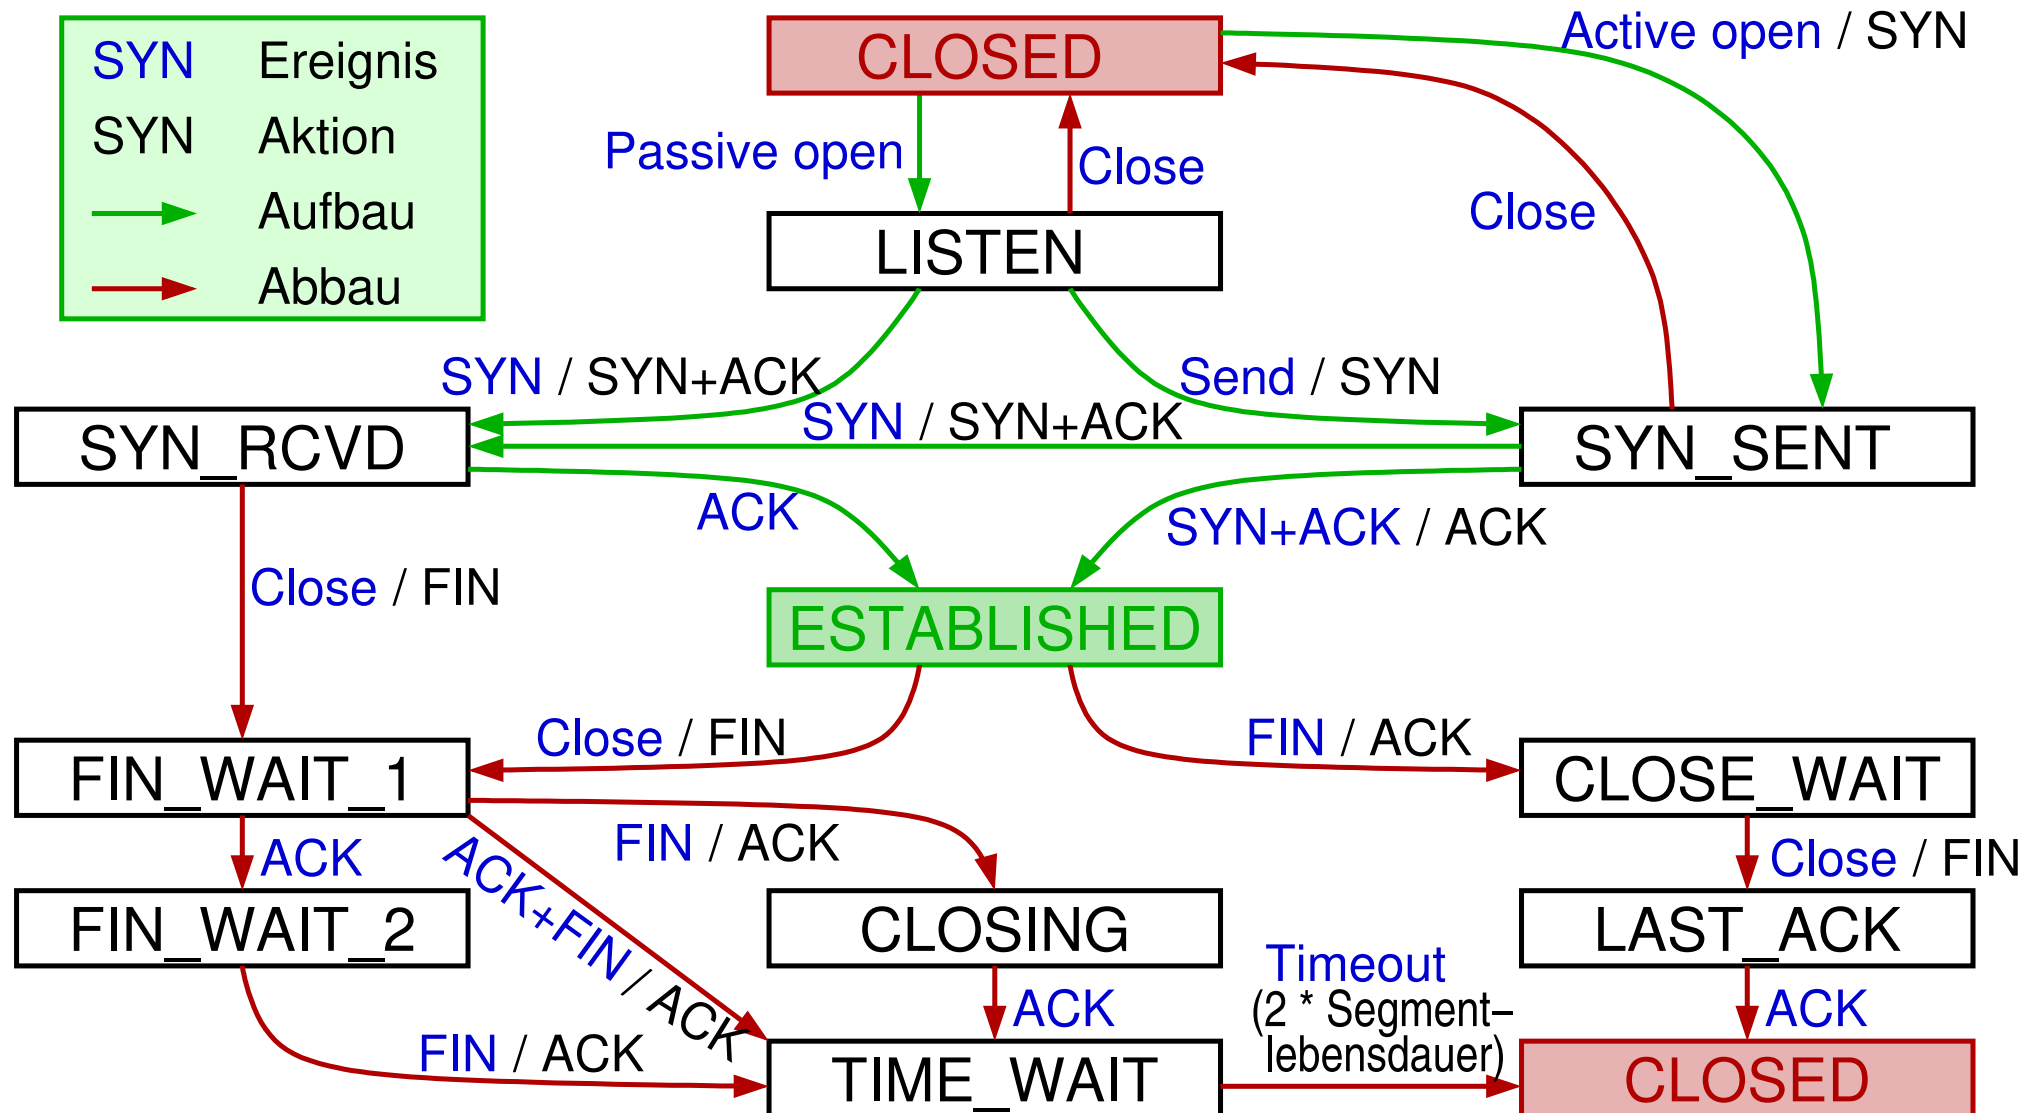 SYN Ereignis
SYN Aktion
Aufbau
Abbau
CLOSED
Active open / SYN
Passive open
Close
Close
LISTEN
SYN / SYN+ACK
Send / SYN
SYN / SYN+ACK
SYN_RCVD
SYN_SENT
ACK
SYN+ACK / ACK
Close / FIN
ESTABLISHED
Close / FIN
FIN / ACK
FIN_WAIT_1
CLOSE_WAIT
ACK
ACK+FIN / ACK
FIN / ACK
Close / FIN
FIN_WAIT_2
CLOSING
LAST_ACK
FIN / ACK
ACK
Timeout
(2 * Segment–
lebensdauer)
ACK
TIME_WAIT
CLOSED